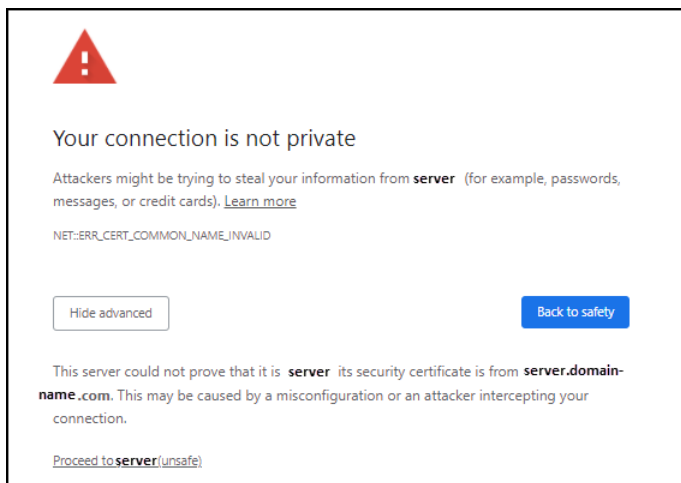 Your connection is not private
Attackers might be trying to steal your information from server (for example, passwords,
messages, or credit cards). Learn more
NET::ERR_CERT_COMMON_NAME_INVALID
Hide advanced
Back to safety
This server could not prove that it is server its security certificate is from server.domain-
name.com. This may be caused by a misconfiguration or an attacker intercepting your
connection.
Proceed to server(unsafe)